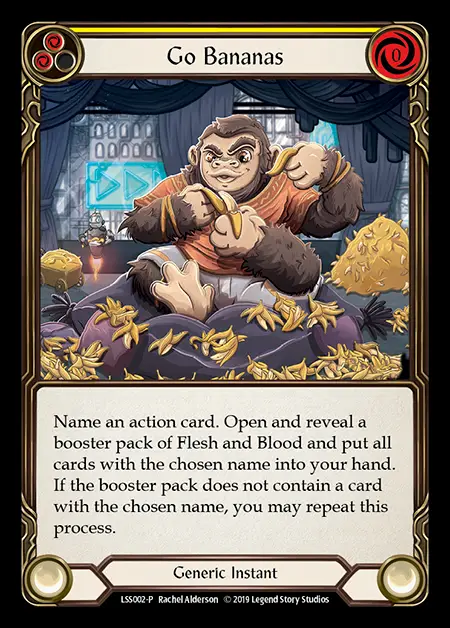 Go Bananas
0
Name an action card. Open and reveal a
booster pack of Flesh and Blood and put all
cards with the chosen name into your hand.
If the booster pack does not contain a card
with the chosen name, you may repeat this
process.
Generic Instant
LSS002-P Rachel Alderson © 2019 Legend Story Studios